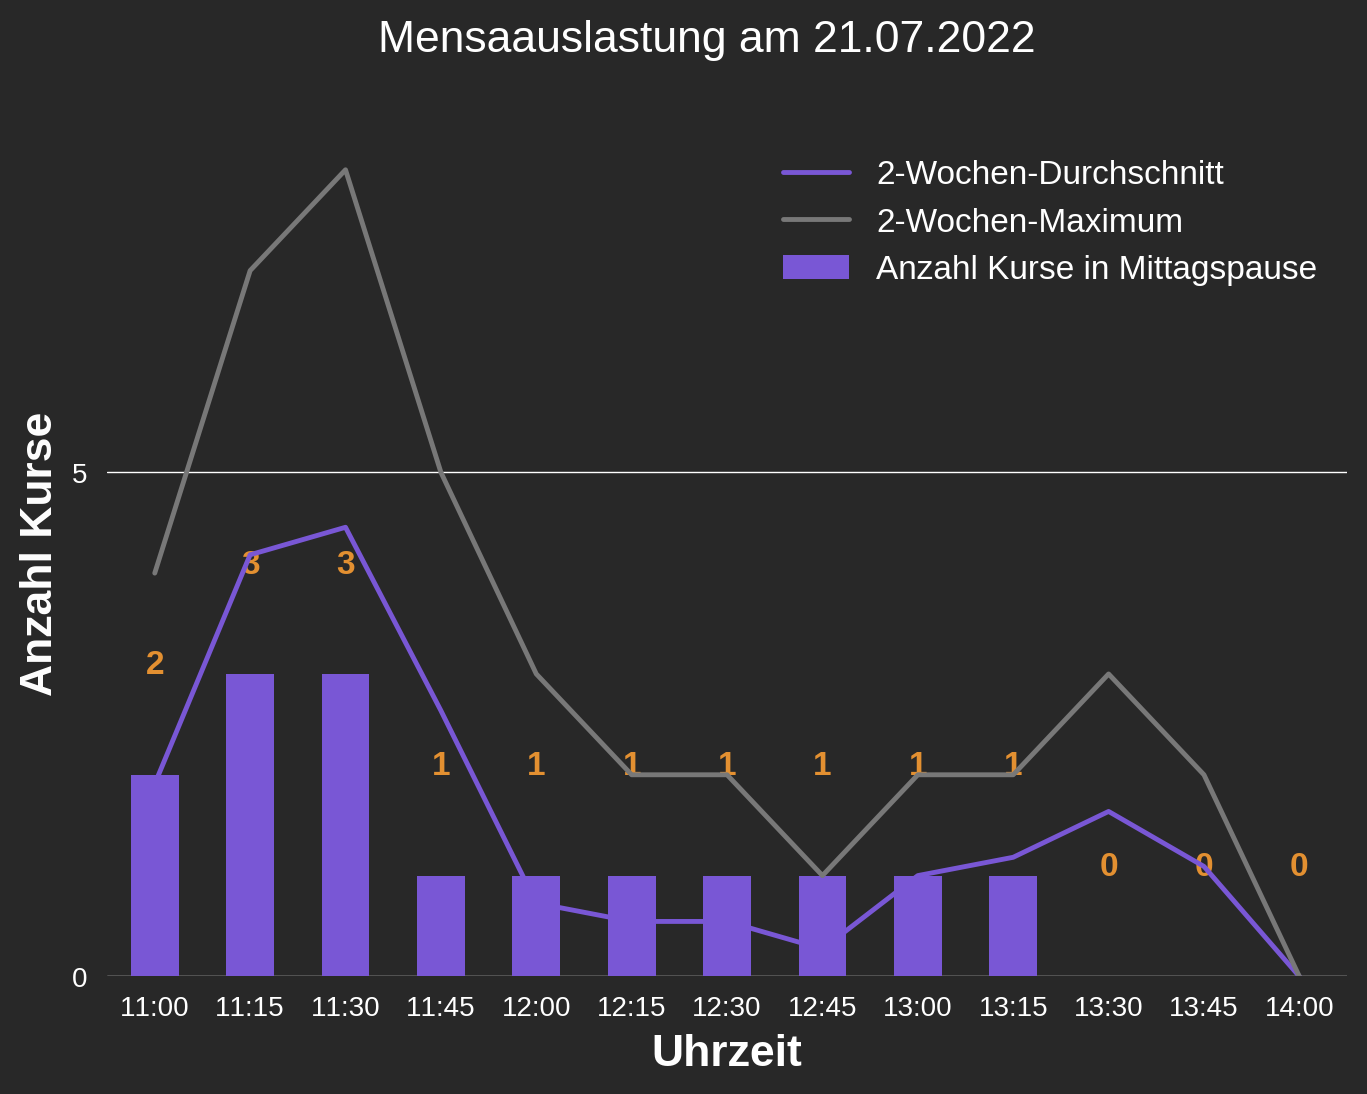 Mensaauslastung am 21.07.2022
2-Wochen-Durchschnitt
2-Wochen-Maximum
Anzahl Kurse in Mittagspause
Anzahl Kurse
5
0
2
3
3
1
1
1
1
1
1
1
0
0
0
11:00 11:15 11:30 11:45 12:00 12:15 12:30 12:45 13:00 13:15 13:30 13:45 14:00
Uhrzeit